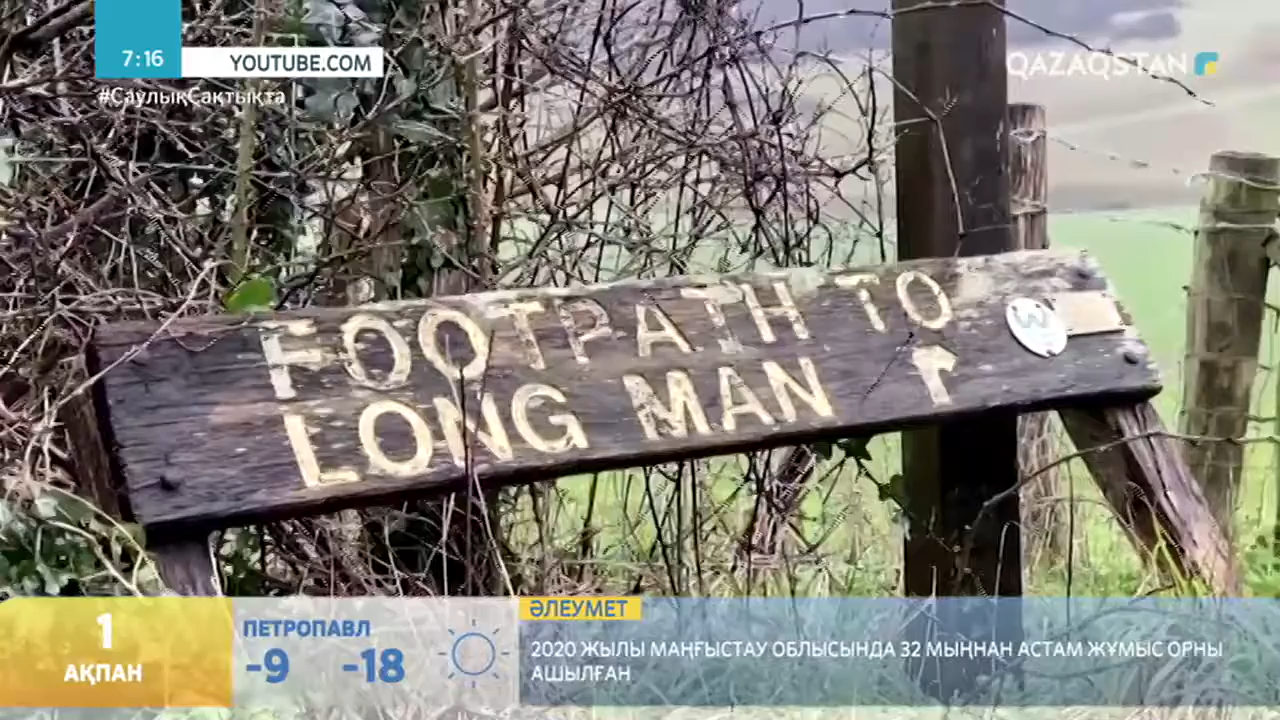 7:16
YOUTUBE.COM
QAZAQSTAN
#СаулықСақтықта
FOOTPATH TO
LONG MAN
1
АҚПАН
ПЕТРОПАВЛ
-9 -18
ӘЛЕУМЕТ
2020 ЖЫЛЫ МАҢҒЫСТАУ ОБЛЫСЫНДА 32 МЫҢНАН АСТАМ ЖҰМЫС ОРНЫ
АШЫЛҒАН